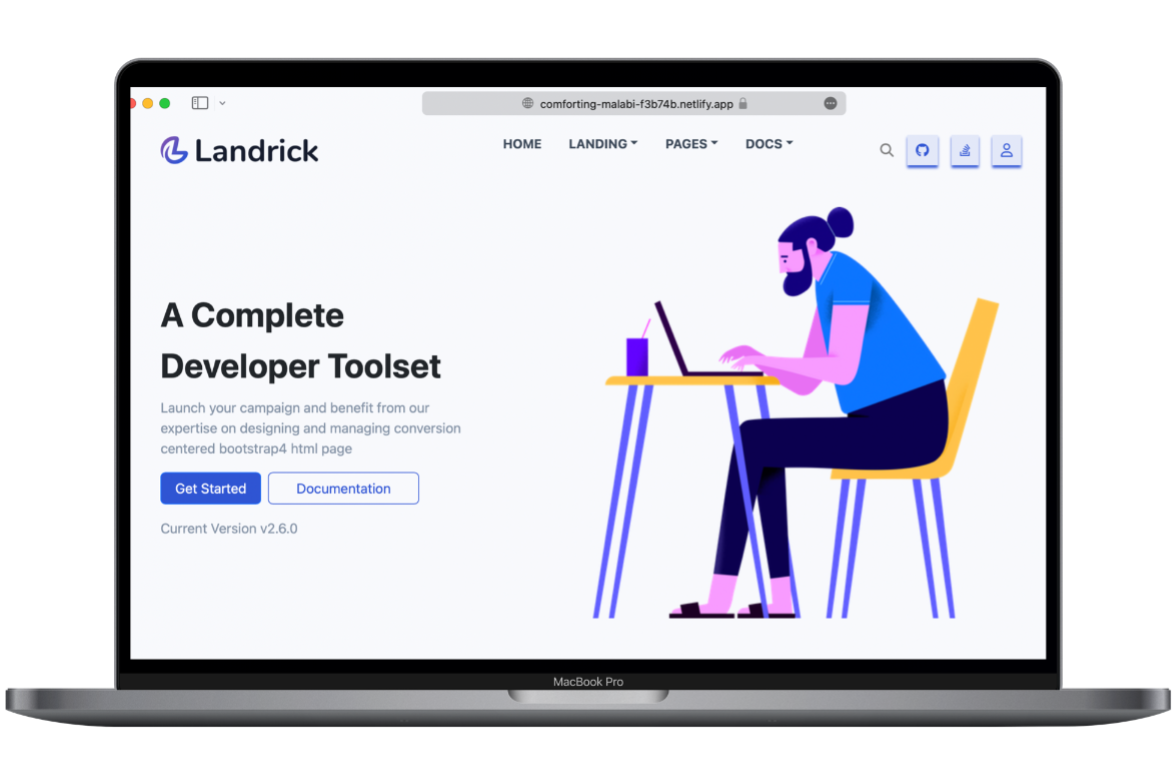 comforting-malabi-f3b74b.netlify.app
Landrick
HOME LANDING PAGES DOCS
A Complete
Developer Toolset
Launch your campaign and benefit from our
expertise on designing and managing conversion
centered bootstrap4 html page
Get Started Documentation
Current Version v2.6.0
MacBook Pro